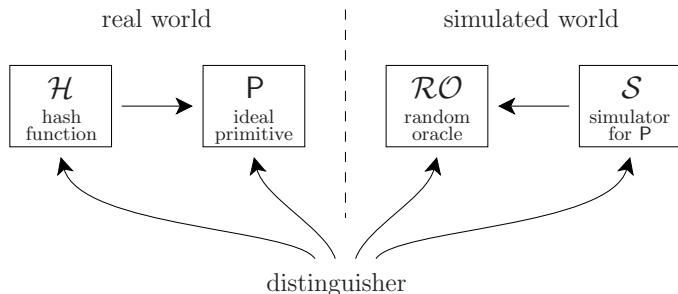 real world
simulated world
H
hash
function
P
ideal
primitive
RO
random
oracle
S
simulator
for P
distinguisher